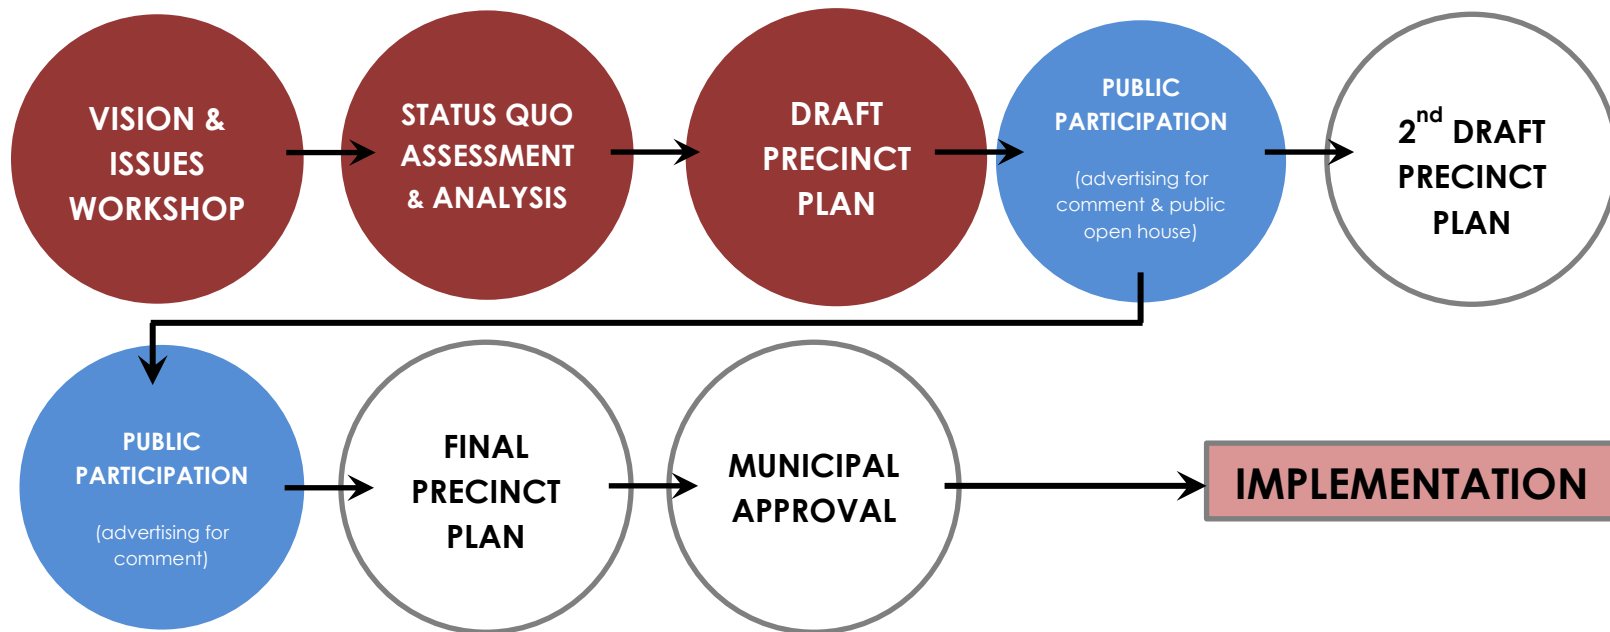 VISION &
ISSUES
WORKSHOP
STATUS QUO
ASSESSMENT
& ANALYSIS
DRAFT
PRECINCT
PLAN
PUBLIC
PARTICIPATION
(advertising for
comment & public
open house)
2nd DRAFT
PRECINCT
PLAN
PUBLIC
PARTICIPATION
(advertising for
comment)
FINAL
PRECINCT
PLAN
MUNICIPAL
APPROVAL
IMPLEMENTATION